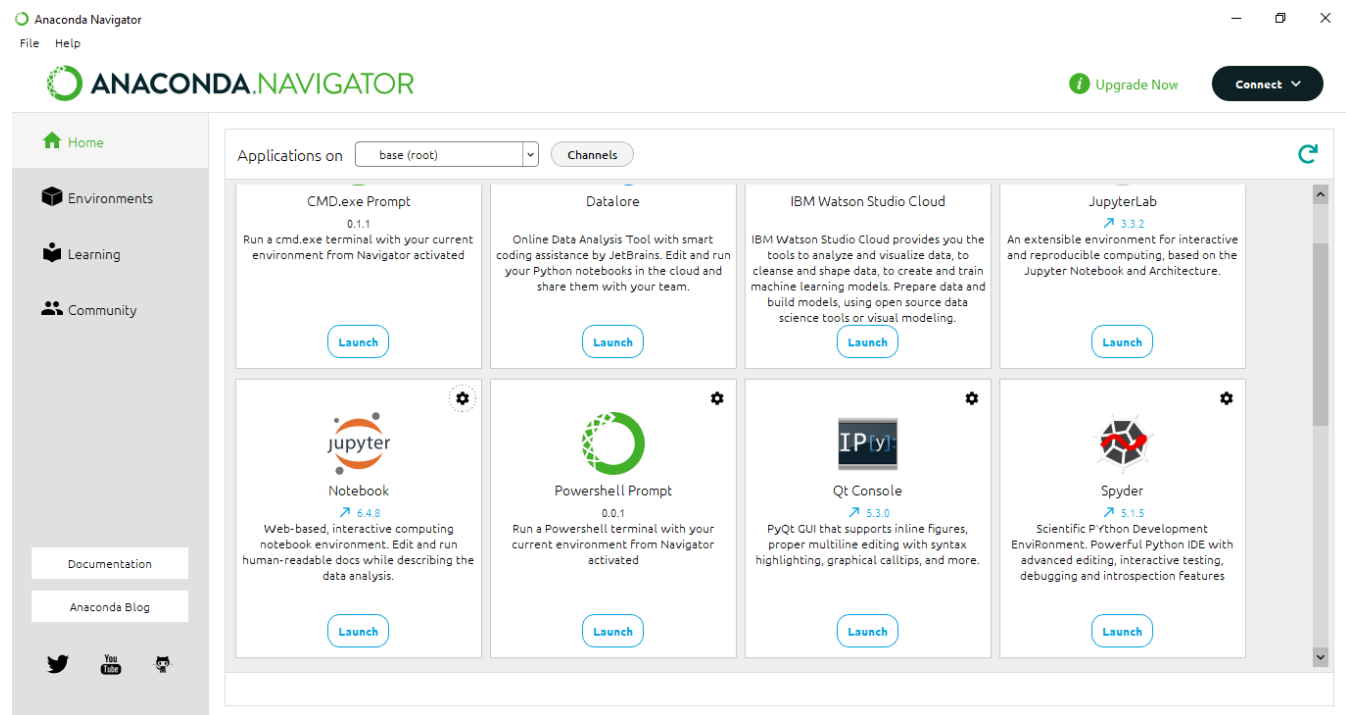 Anaconda Navigator
File Help
ANACONDA.NAVIGATOR
i Upgrade Now
Connect
Home
Environments
Learning
Community
Documentation
Anaconda Blog
You
Tube
Applications on base (root) Channels
CMD.exe Prompt
0.1.1
Run a cmd.exe terminal with your current
environment from Navigator activated
Launch
Datalore
Online Data Analysis Tool with smart
coding assistance by JetBrains. Edit and run
your Python notebooks in the cloud and
share them with your team.
Launch
IBM Watson Studio Cloud
IBM Watson Studio Cloud provides you the
tools to analyze and visualize data, to
cleanse and shape data, to create and train
machine learning models. Prepare data and
build models, using open source data
science tools or visual modeling.
Launch
JupyterLab
3.3.2
An extensible environment for interactive
and reproducible computing, based on the
Jupyter Notebook and Architecture.
Launch
jupyter
Notebook
6.4.8
Web-based, interactive computing
notebook environment. Edit and run
human-readable docs while describing the
data analysis.
Launch
Powershell Prompt
0.0.1
Run a Powershell terminal with your
current environment from Navigator
activated
Launch
IP[y]:
Qt Console
5.3.0
PyQt GUI that supports inline figures,
proper multiline editing with syntax
highlighting, graphical calltips, and more.
Launch
Spyder
5.1.5
Scientific PYthon Development
EnviRonment. Powerful Python IDE with
advanced editing, interactive testing,
debugging and introspection features
Launch